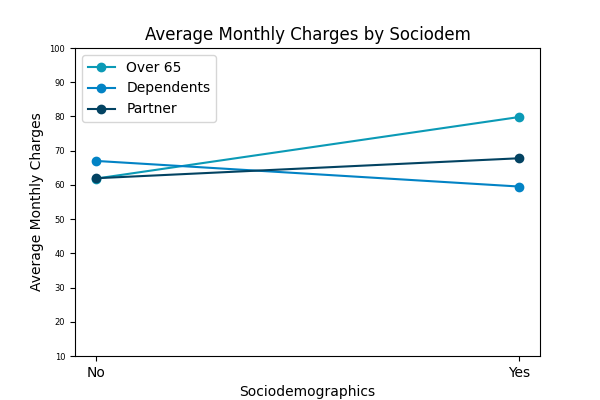 Average Monthly Charges by Sociodem
Over 65
Dependents
Partner
100
90
80
70
60
50
40
30
20
10
Average Monthly Charges
No
Yes
Sociodemographics